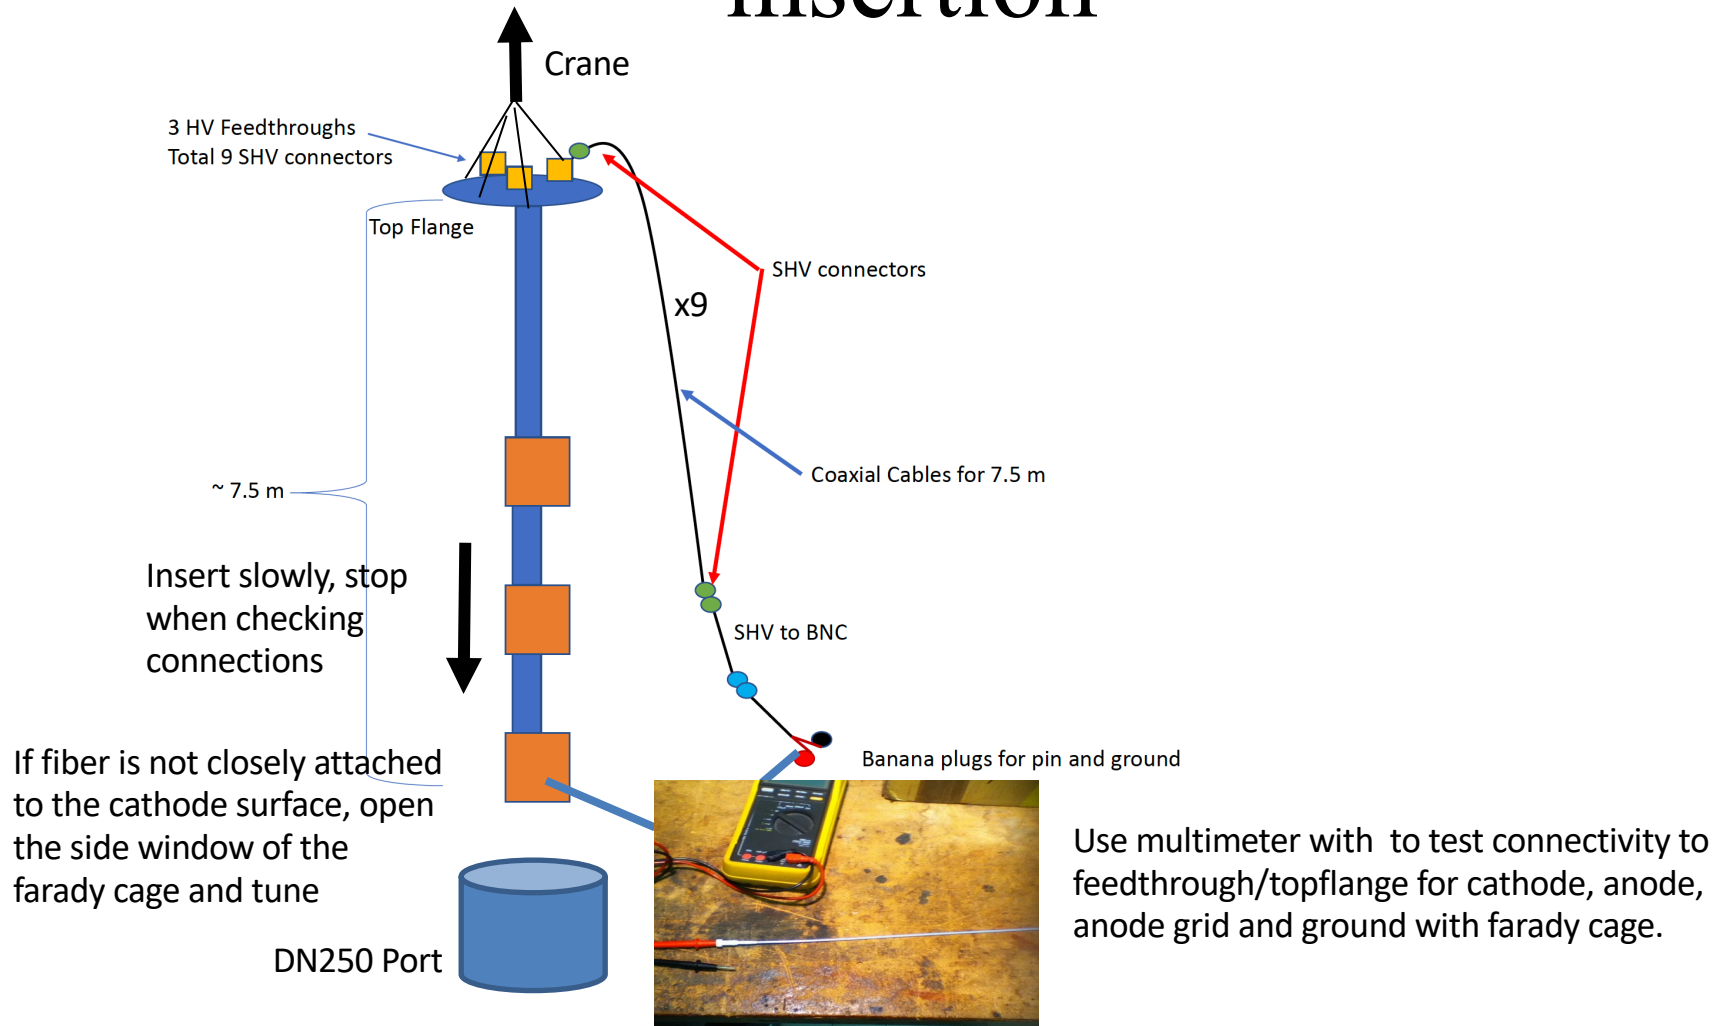 insertion
Crane
3 HV Feedthroughs
Total 9 SHV connectors
Top Flange
SHV connectors
x9
Coaxial Cables for 7.5 m
~ 7.5 m
Insert slowly, stop
when checking
connections
SHV to BNC
If fiber is not closely attached
to the cathode surface, open
the side window of the
farady cage and tune
Banana plugs for pin and ground
Use multimeter with  to test connectivity to
feedthrough/topflange for cathode, anode,
anode grid and ground with farady cage.
DN250 Port